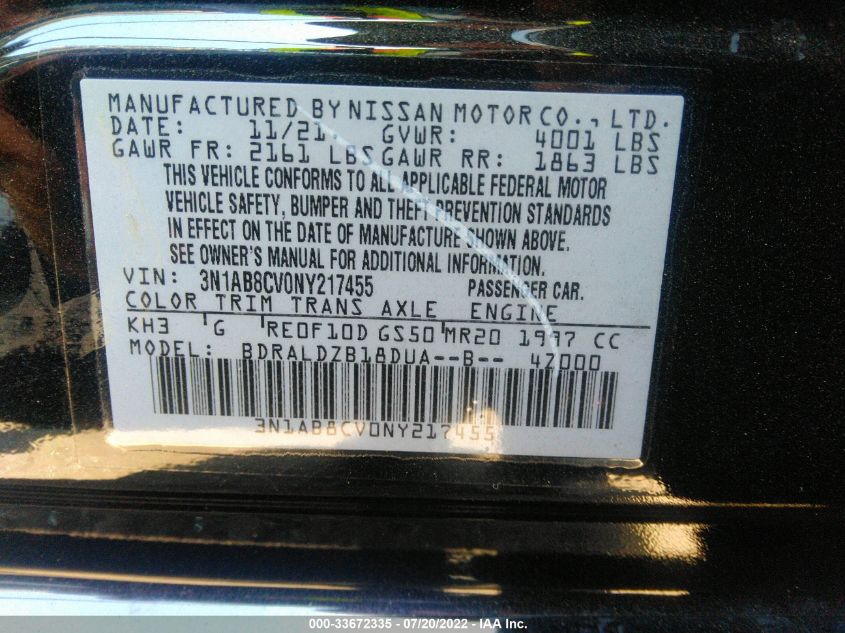 MANUFACTURED BY NISSAN MOTOR CO., LTD.
DATE: 11/21 GVWR: 4001 LBS
GAWR FR: 2161 LBS GAWR RR: 1863 LBS
THIS VEHICLE CONFORMS TO ALL APPLICABLE FEDERAL MOTOR
VEHICLE SAFETY, BUMPER AND THEFT PREVENTION STANDARDS
IN EFFECT ON THE DATE OF MANUFACTURE SHOWN ABOVE.
SEE OWNER'S MANUAL FOR ADDITIONAL INFORMATION.
VIN: 3N1AB8CV0NY217455 PASSENGER CAR.
COLOR TRIM TRANS AXLE ENGINE
KH3 G RE0F10D GS50 MR20 1997 CC
MODEL: BDRALDZB18DUA--B-- 42000
3N1AB8CV0NY217455
000-33672335 - 07/20/2022 - IAA Inc.